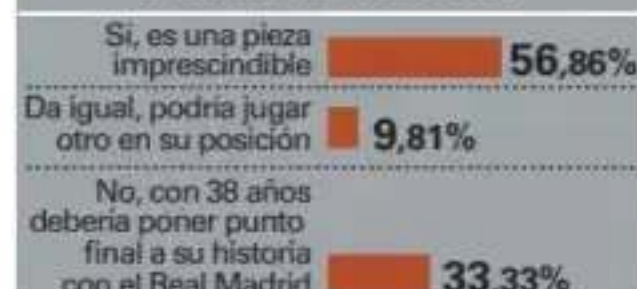 Si, es una pieza
imprescindible 56,86%
Da igual, podría jugar
otro en su posición 9,81%
No, con 38 años
debería poner punto
final a su historia
con el Real Madrid 33,33%